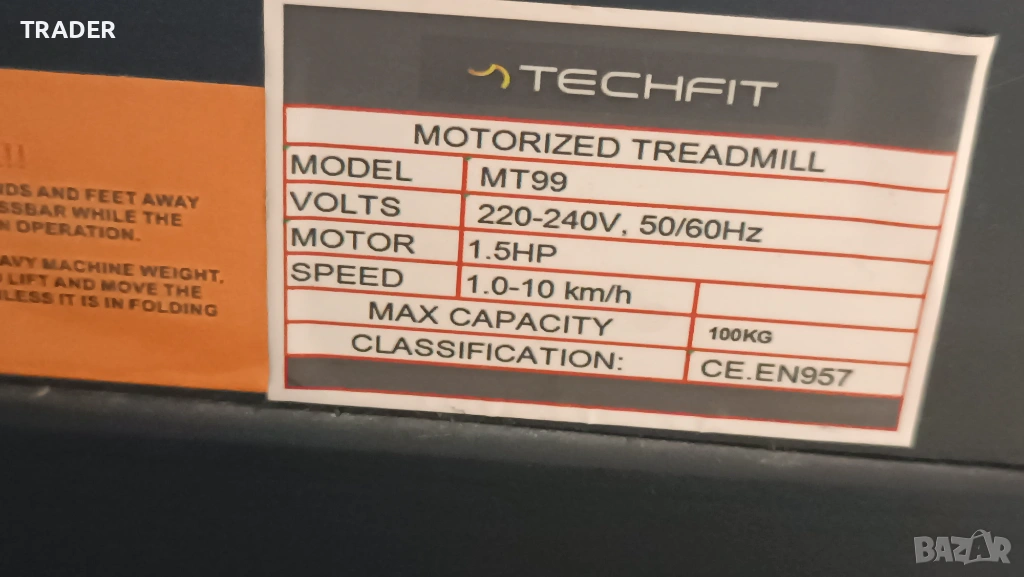 TRADER
TECHFIT
MOTORIZED TREADMILL
MODEL MT99
VOLTS 220-240V, 50/60Hz
MOTOR 1.5HP
SPEED 1.0-10 km/h
MAX CAPACITY 100KG
CLASSIFICATION: CE.EN957
!!
NDS AND FEET AWAY
SSBAR WHILE THE
N OPERATION.
AVY MACHINE WEIGHT,
LIFT AND MOVE THE
NLESS IT IS IN FOLDING
BAZAR